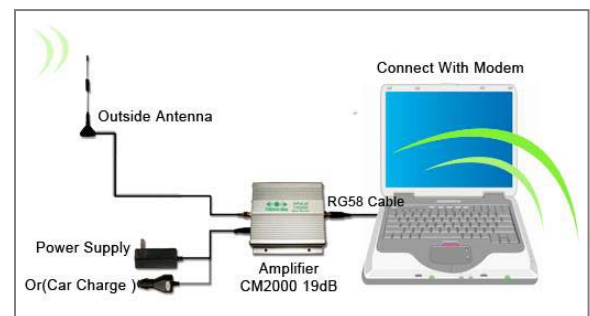 Connect With Modem
Outside Antenna
RG58 Cable
Power Supply
Or(Car Charge )
Amplifier
CM2000 19dB